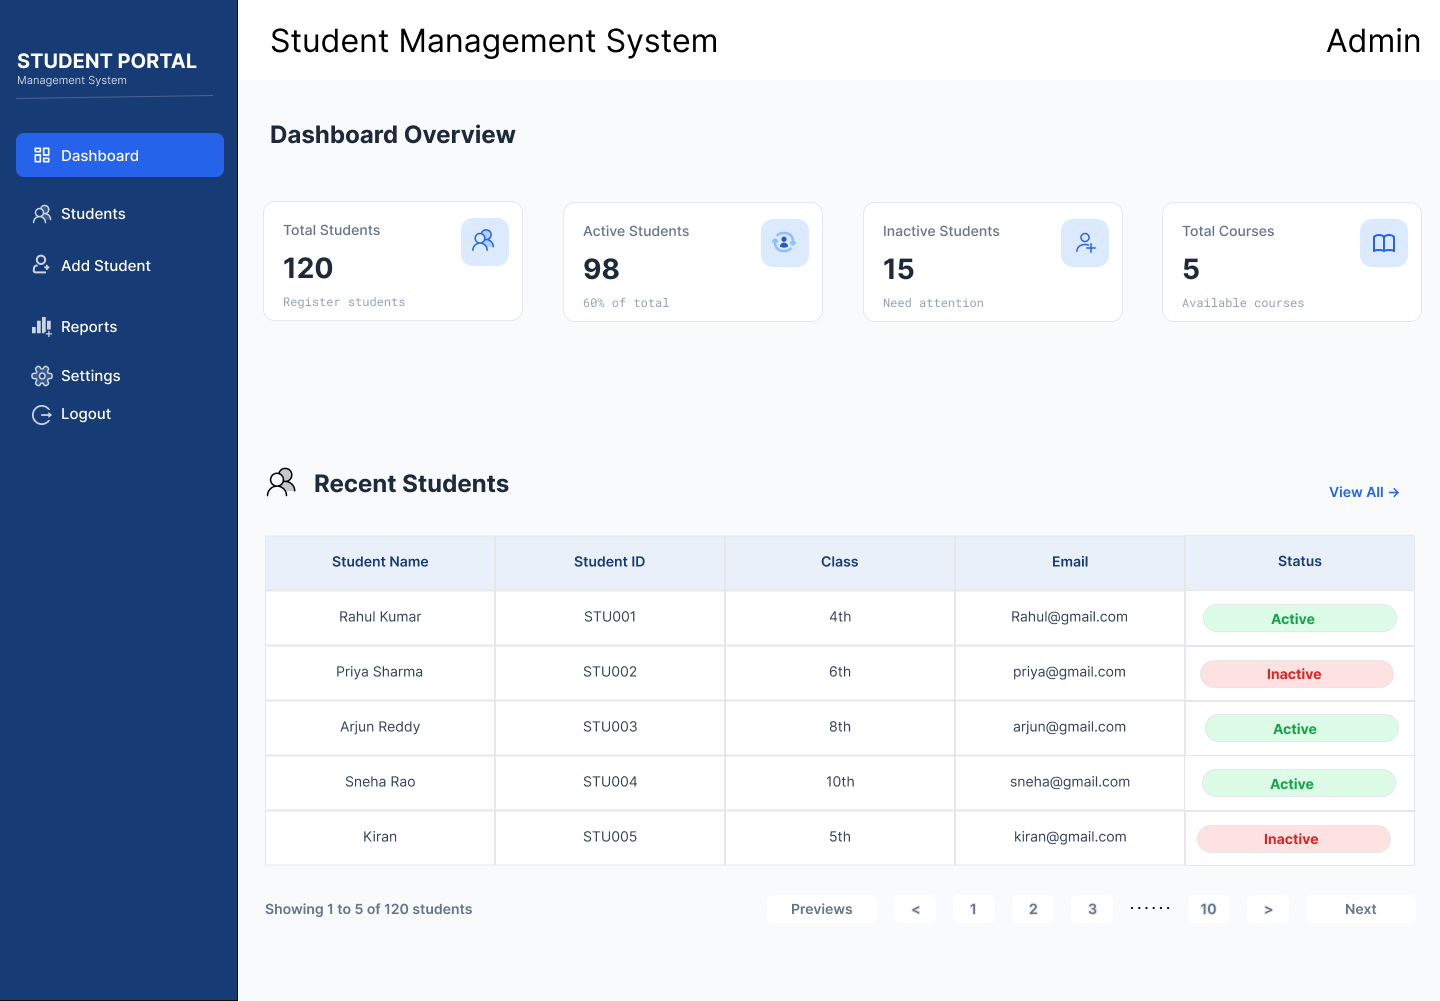 STUDENT PORTAL
Management System
Dashboard
Students
Add Student
Reports
Settings
Logout
Student Management System
Admin
Dashboard Overview
Total Students
120
Register students
Active Students
98
60% of total
Inactive Students
15
Need attention
Total Courses
5
Available courses
Recent Students
View All →
Student Name Student ID Class Email Status
Rahul Kumar STU001 4th Rahul@gmail.com Active
Priya Sharma STU002 6th priya@gmail.com Inactive
Arjun Reddy STU003 8th arjun@gmail.com Active
Sneha Rao STU004 10th sneha@gmail.com Active
Kiran STU005 5th kiran@gmail.com Inactive
Showing 1 to 5 of 120 students
Previews < 1 2 3 ...... 10 > Next